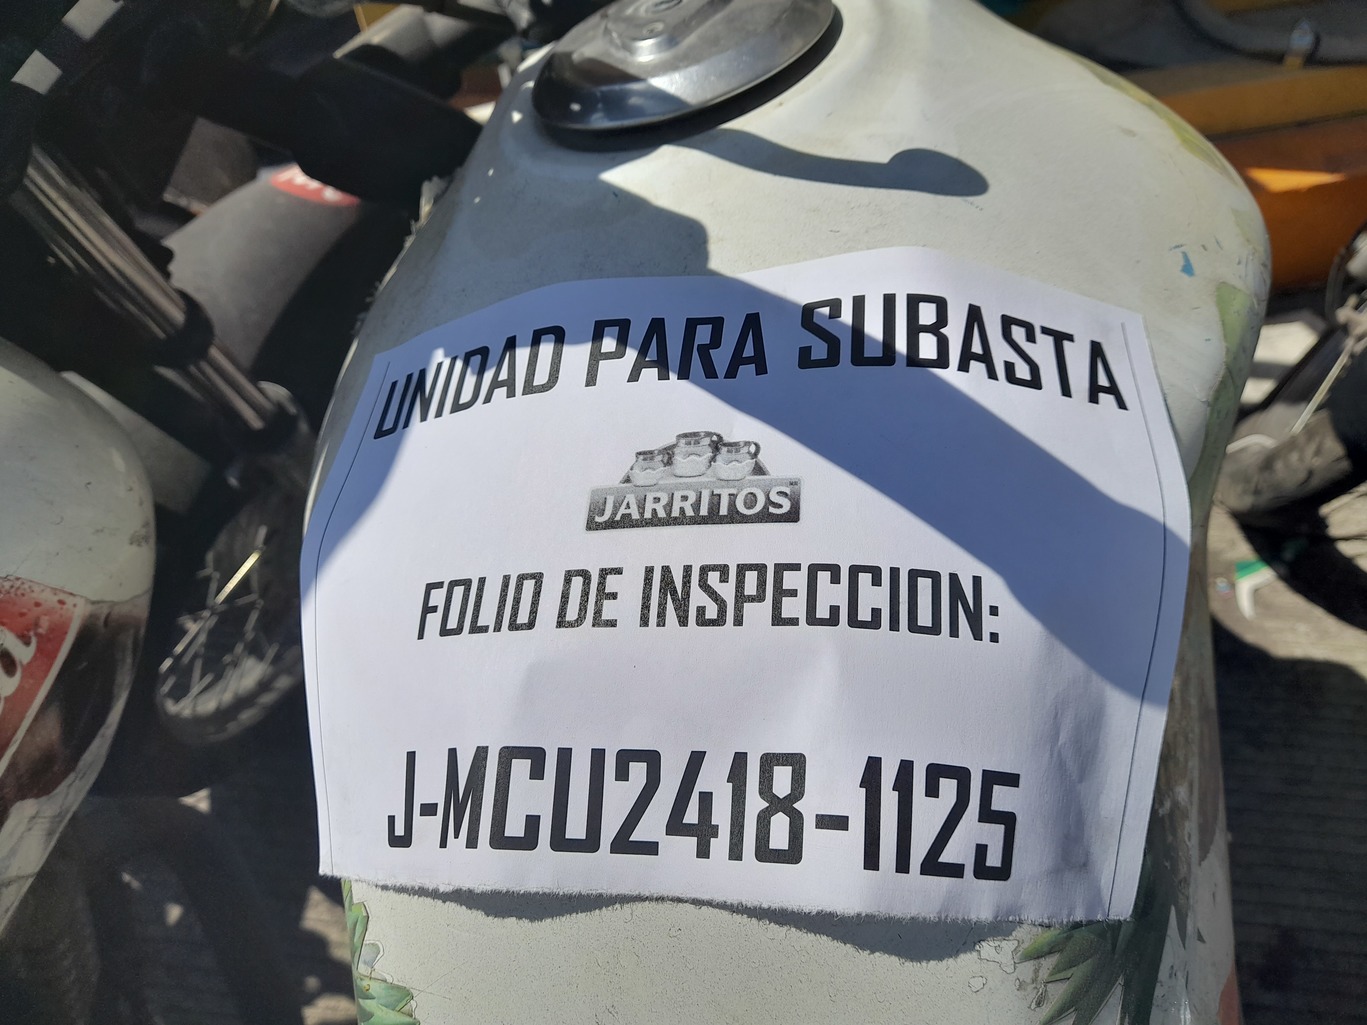 UNIDAD PARA SUBASTA
JARRITOS
FOLIO DE INSPECCION:
J-MCU2418-1125